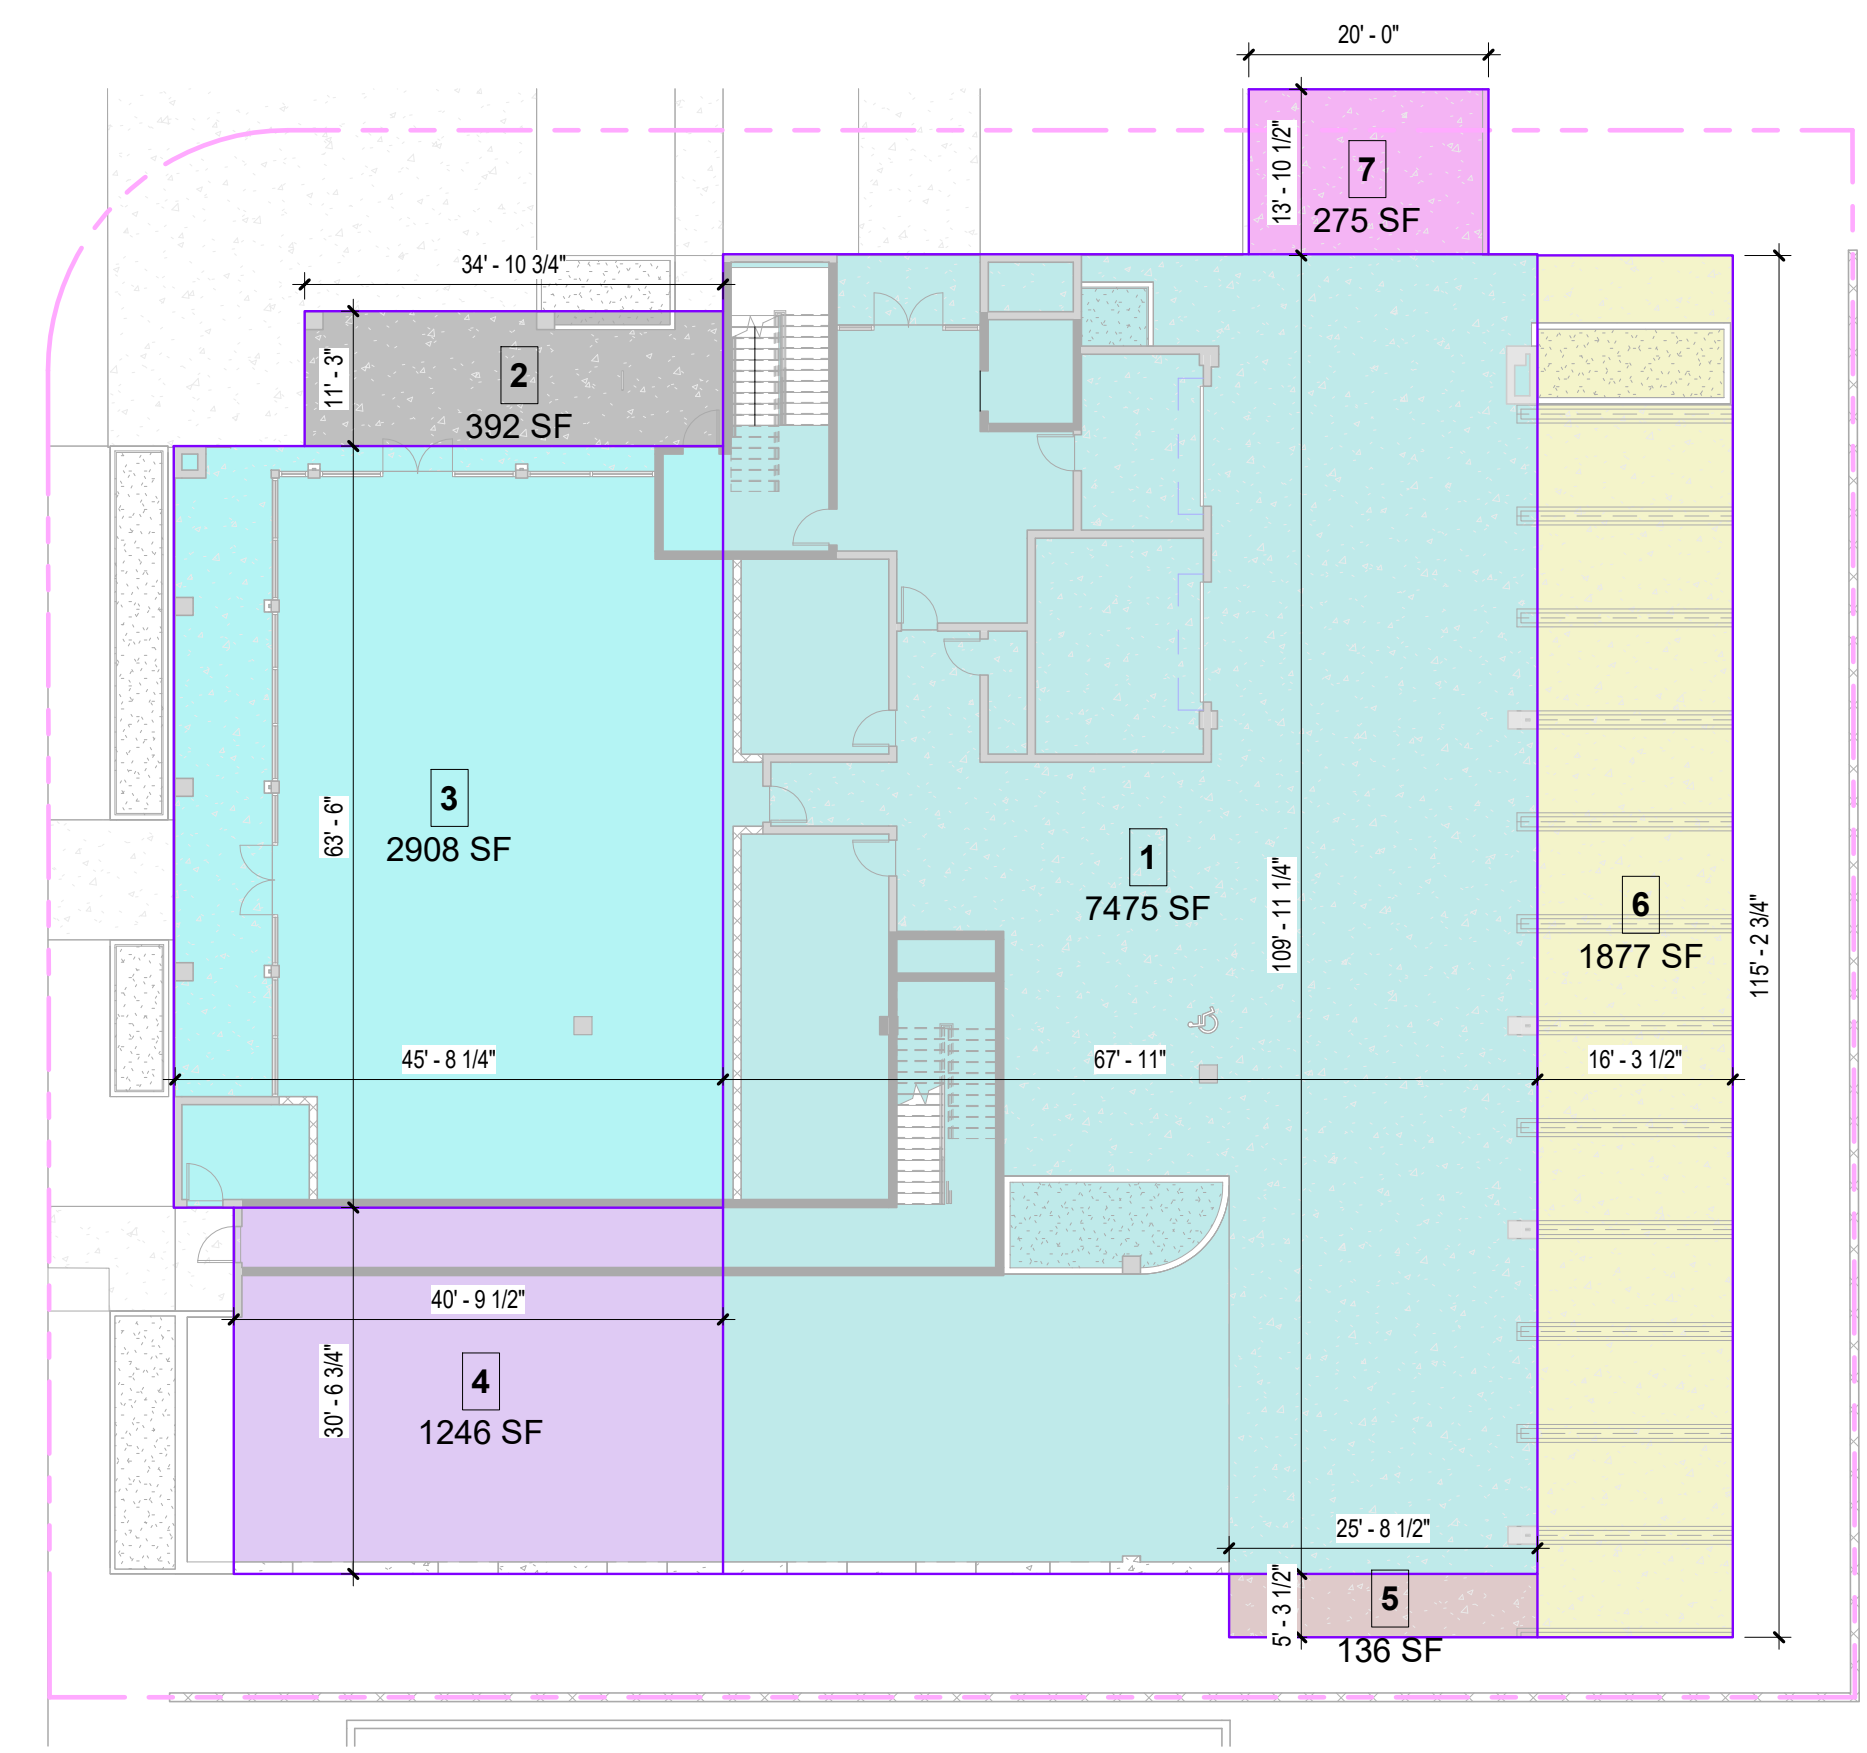 20' - 0"
13' - 10 1/2"
7
275 SF
34' - 10 3/4"
11' - 3"
2
392 SF
3
2908 SF
63' - 6"
1
7475 SF
109' - 11 1/4"
6
1877 SF
115' - 2 3/4"
45' - 8 1/4"
67' - 11"
16' - 3 1/2"
40' - 9 1/2"
30' - 6 3/4"
4
1246 SF
25' - 8 1/2"
5' - 3 1/2"
5
136 SF